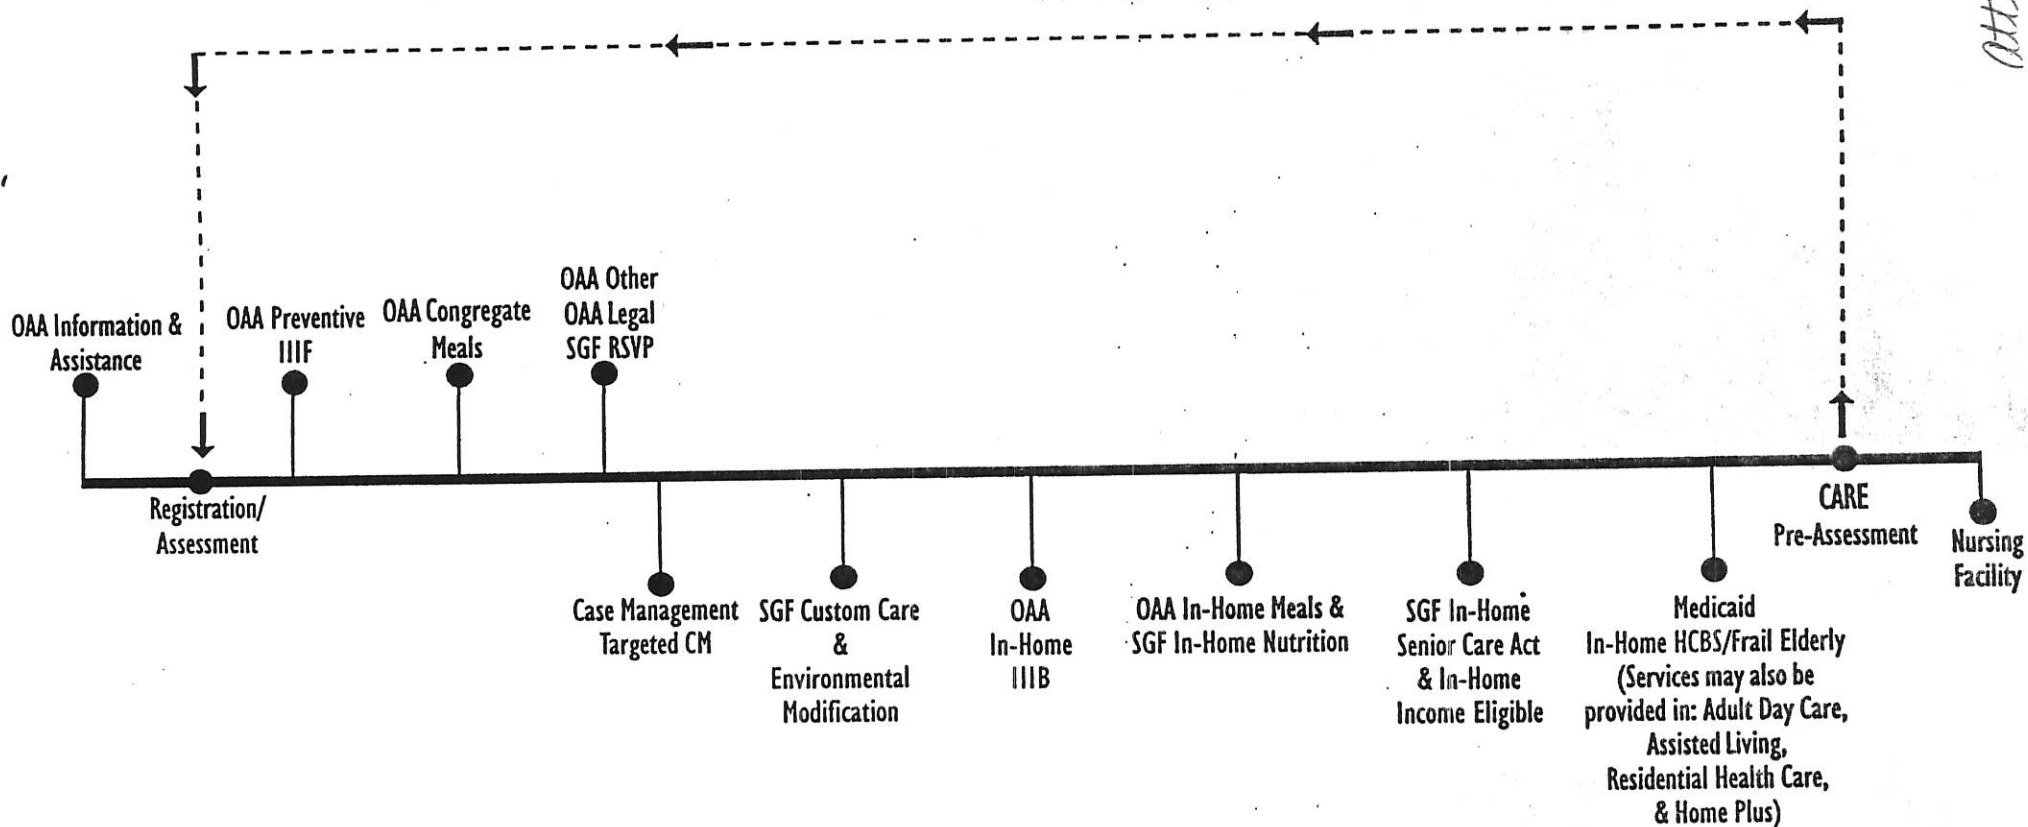 OAA Information &
Assistance
OAA Preventive
IIIF
OAA Congregate
Meals
OAA Other
OAA Legal
SGF RSVP
Registration/
Assessment
Case Management
Targeted CM
SGF Custom Care
&
Environmental
Modification
OAA
In-Home
IIIB
OAA In-Home Meals &
SGF In-Home Nutrition
SGF In-Home
Senior Care Act
& In-Home
Income Eligible
Medicaid
In-Home HCBS/Frail Elderly
(Services may also be
provided in: Adult Day Care,
Assisted Living,
Residential Health Care,
& Home Plus)
CARE
Pre-Assessment
Nursing
Facility